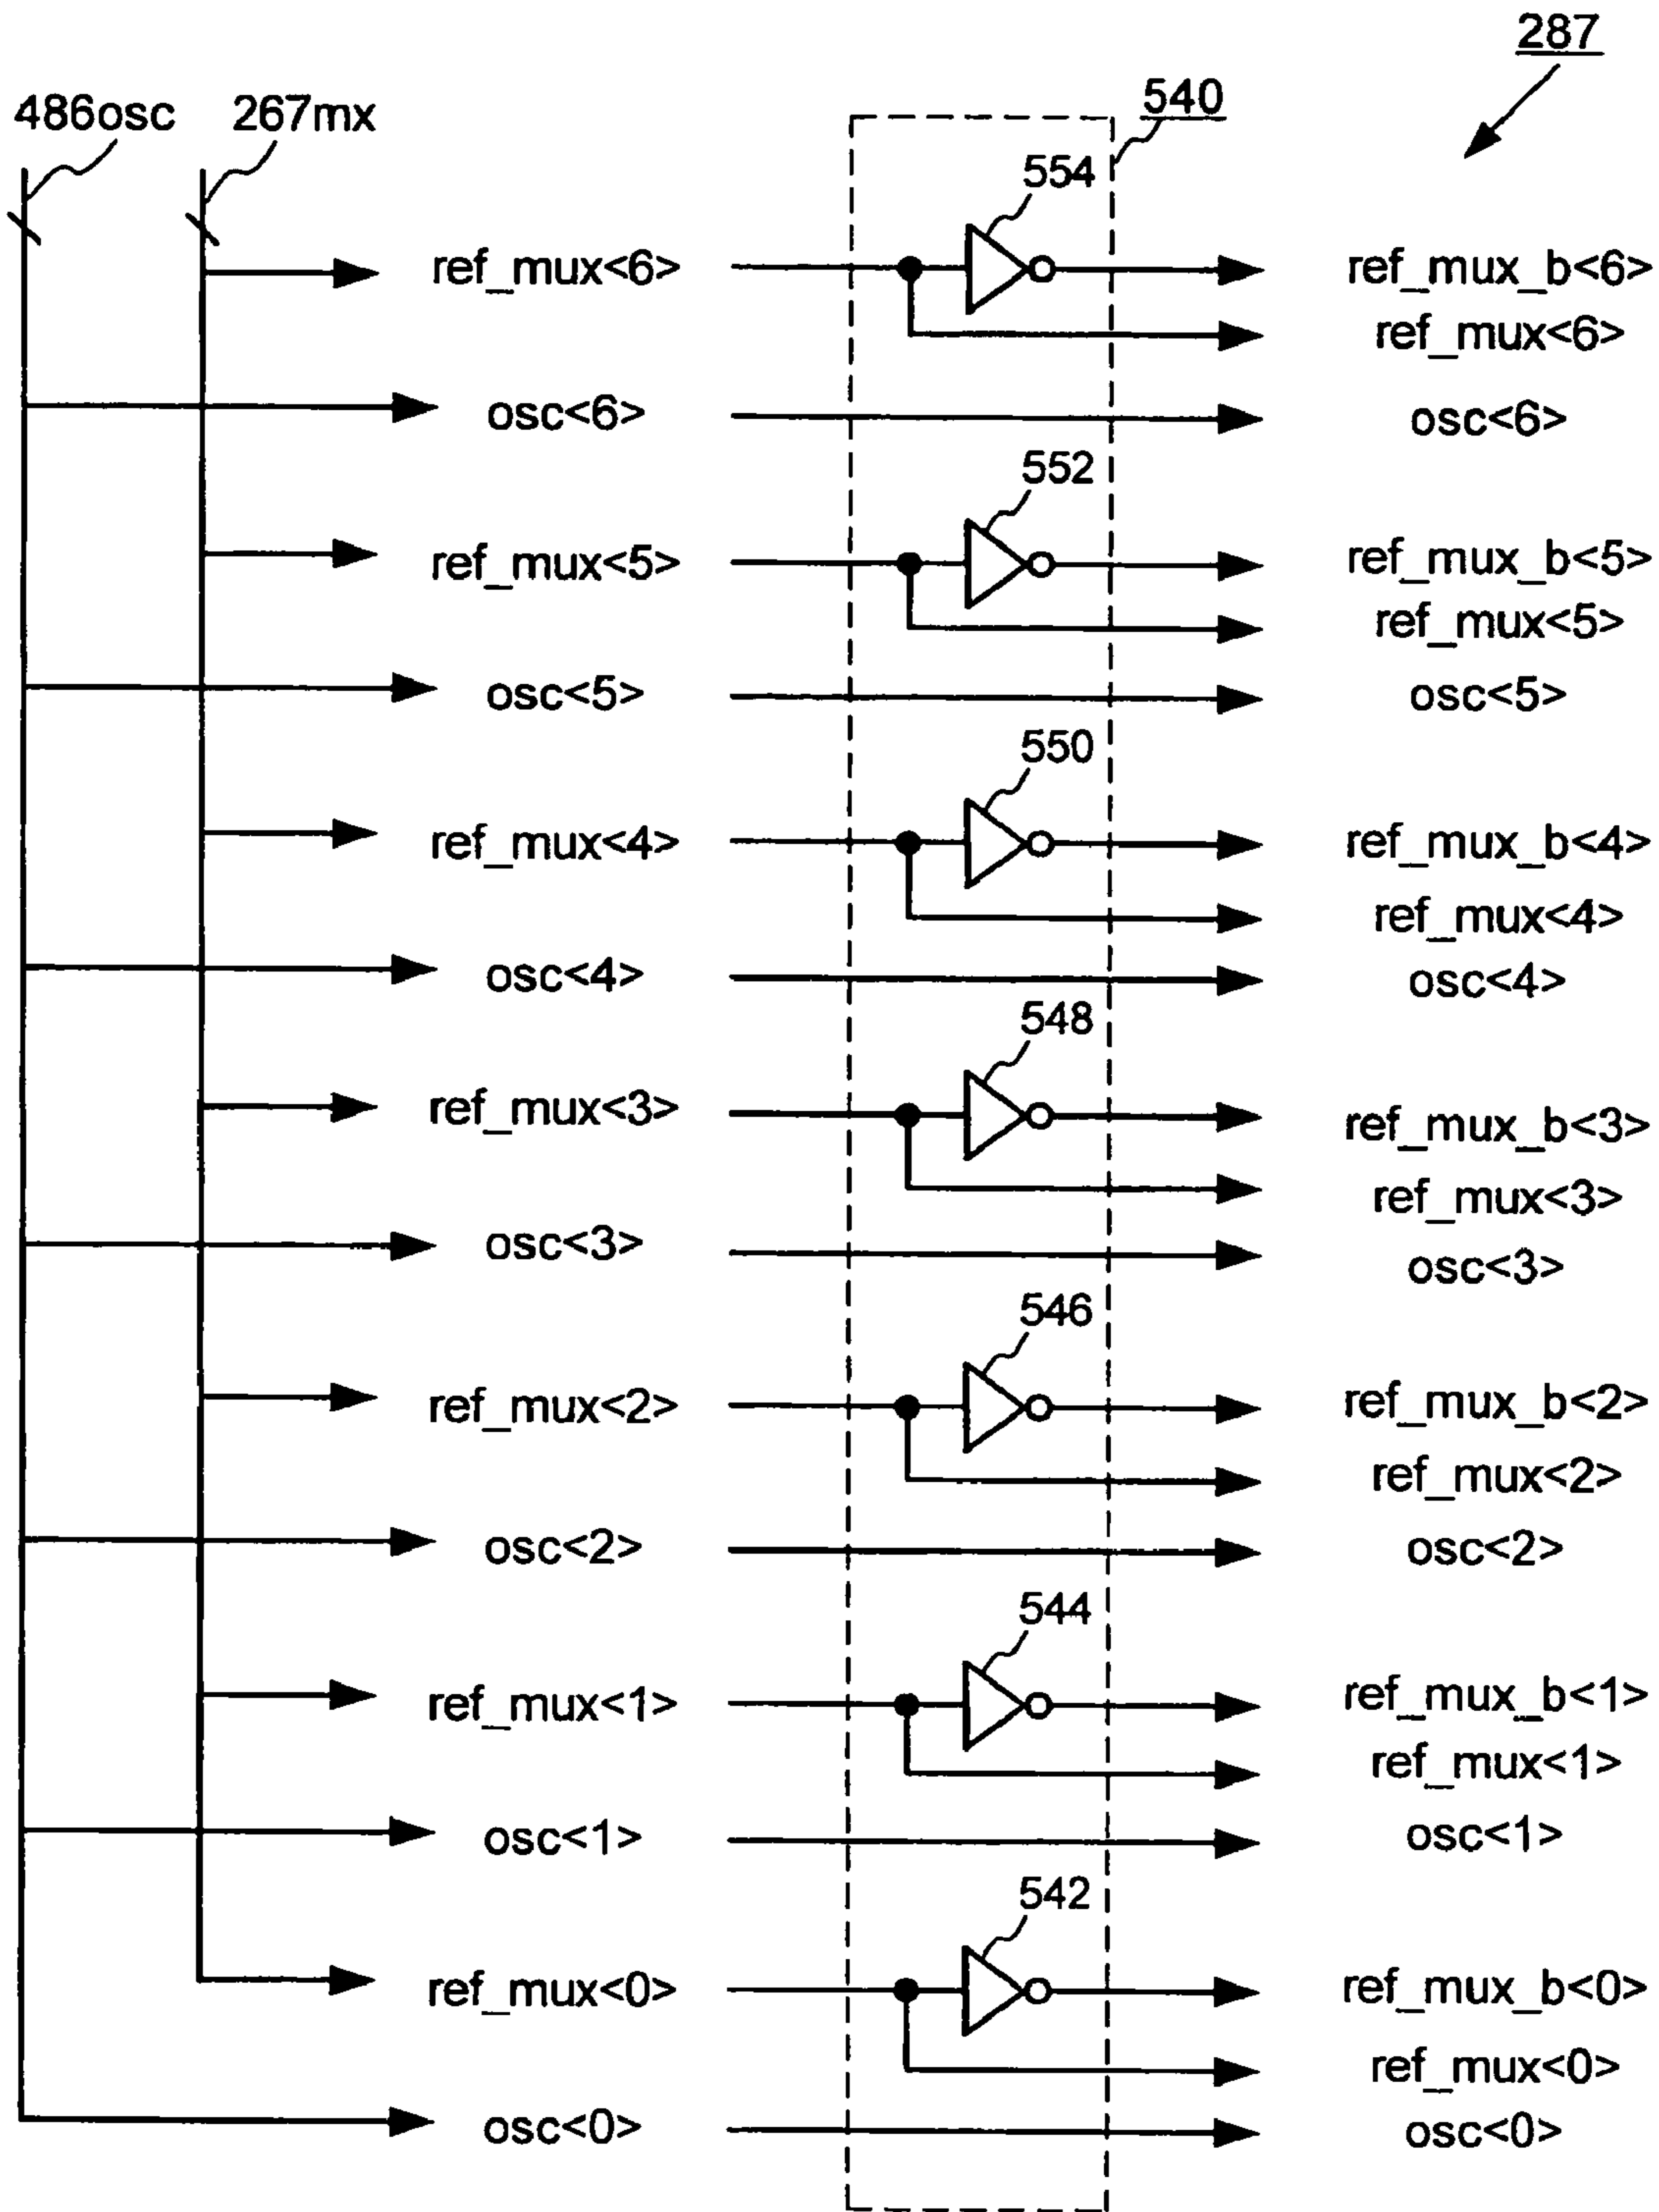 287
486osc 267mx 540
554
ref_mux<6> ref_mux_b<6>
ref_mux<6>
osc<6> osc<6>
552
ref_mux<5> ref_mux_b<5>
ref_mux<5>
osc<5> osc<5>
550
ref_mux<4> ref_mux_b<4>
ref_mux<4>
osc<4> osc<4>
548
ref_mux<3> ref_mux_b<3>
ref_mux<3>
osc<3> osc<3>
546
ref_mux<2> ref_mux_b<2>
ref_mux<2>
osc<2> osc<2>
544
ref_mux<1> ref_mux_b<1>
ref_mux<1>
osc<1> osc<1>
542
ref_mux<0> ref_mux_b<0>
ref_mux<0>
osc<0> osc<0>